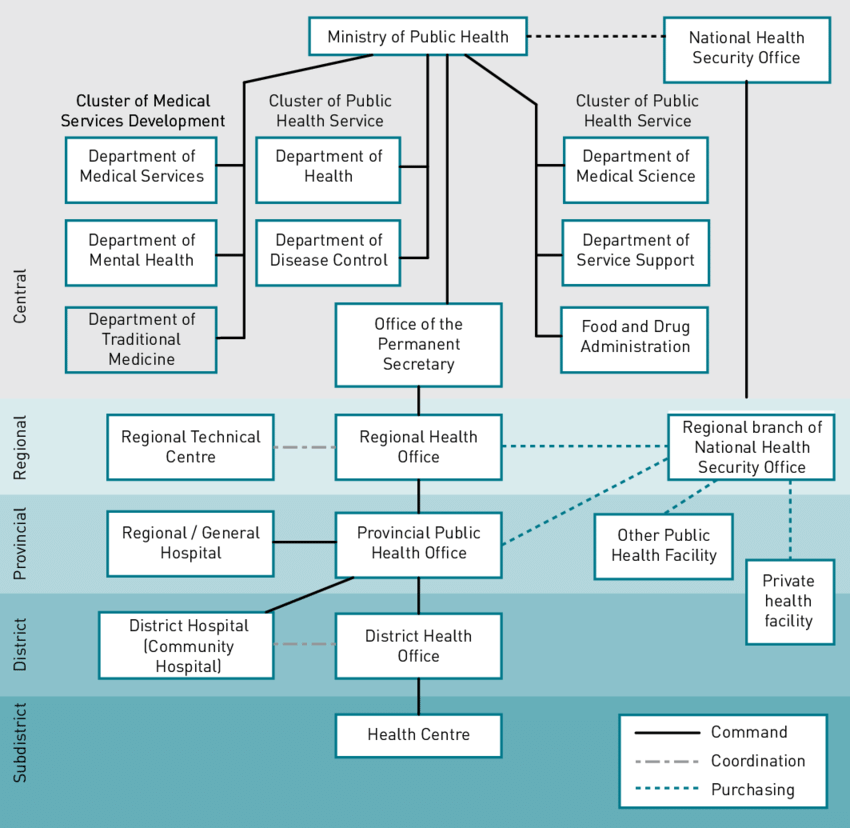 Ministry of Public Health
National Health
Security Office
Cluster of Medical
Services Development
Cluster of Public
Health Service
Cluster of Public
Health Service
Department of
Medical Services
Department of
Health
Department of
Medical Science
Department of
Mental Health
Department of
Disease Control
Department of
Service Support
Central
Department of
Traditional
Medicine
Office of the
Permanent
Secretary
Food and Drug
Administration
Regional
Regional Technical
Centre
Regional Health
Office
Regional branch of
National Health
Security Office
Provincial
Regional / General
Hospital
Provincial Public
Health Office
Other Public
Health Facility
Private
health
facility
District
District Hospital
(Community
Hospital)
District Health
Office
Subdistrict
Health Centre
Command
Coordination
Purchasing